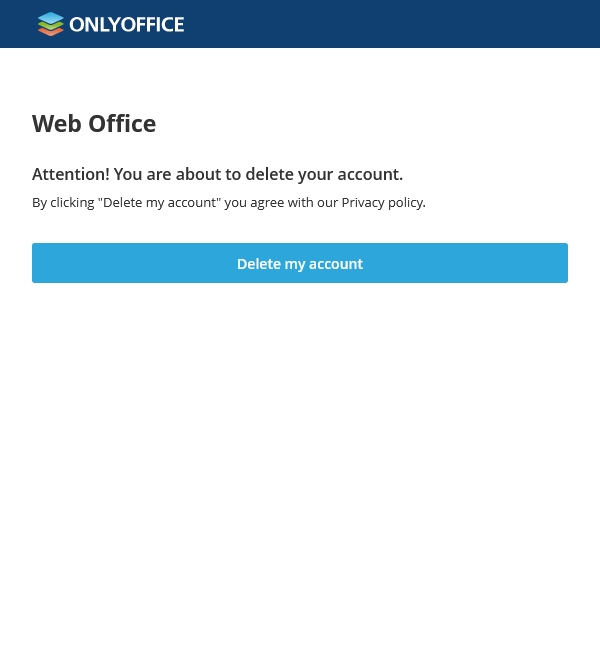 ONLYOFFICE
Web Office
Attention! You are about to delete your account.
By clicking "Delete my account" you agree with our Privacy policy.
Delete my account